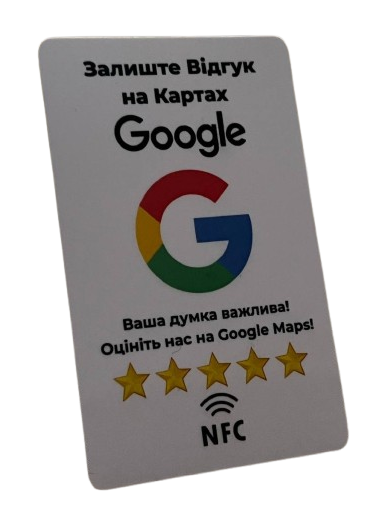 Залиште Відгук
на Картах
Google
G
Ваша думка важлива!
Оцініть нас на Google Maps!
NFC